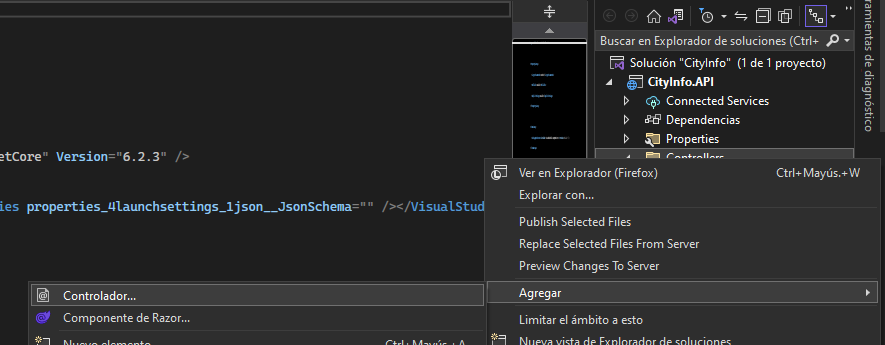 Buscar en Explorador de soluciones (Ctrl+
Solución "CityInfo" (1 de 1 proyecto)
CityInfo.API
Connected Services
Dependencias
Properties
Controllers
etCore" Version="6.2.3" />
ies properties_4launchsettings_1json__JsonSchema="" /></VisualStud
Ver en Explorador (Firefox) Ctrl+Mayús.+W
Explorar con...
Publish Selected Files
Replace Selected Files From Server
Preview Changes To Server
Agregar
Limitar el ámbito a esto
Nueva vista de Explorador de soluciones
Controlador...
Componente de Razor...
Nuevo elemento Ctrl+Mayús.+A
rramientas de diagnóstico